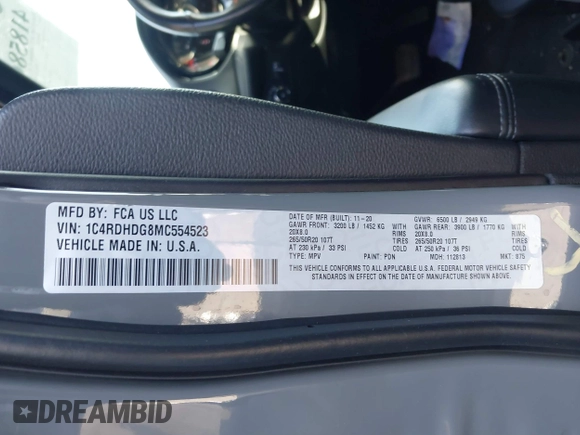 41858
MFD BY: FCA US LLC
VIN: 1C4RDHDG8MC554523
VEHICLE MADE IN: U.S.A.
DATE OF MFR (BUILT): 11-20 GVWR: 6500 LB / 2949 KG
GAWR FRONT: 3200 LB / 1452 KG WITH GAWR REAR: 3900 LB / 1770 KG WITH
20X8.0 RIMS 20X8.0 RIMS
265/50R20 107T TIRES 265/50R20 107T TIRES
AT 230 kPa / 33 PSI COLD AT 250 kPa / 36 PSI COLD
TYPE: MPV PAINT: PDN MDH: 112613 MKT: 875
THIS VEHICLE CONFORMS TO ALL APPLICABLE U.S.A. FEDERAL MOTOR VEHICLE SAFETY
STANDARDS IN EFFECT ON THE DATE OF MANUFACTURE SHOWN ABOVE.
DREAMBID